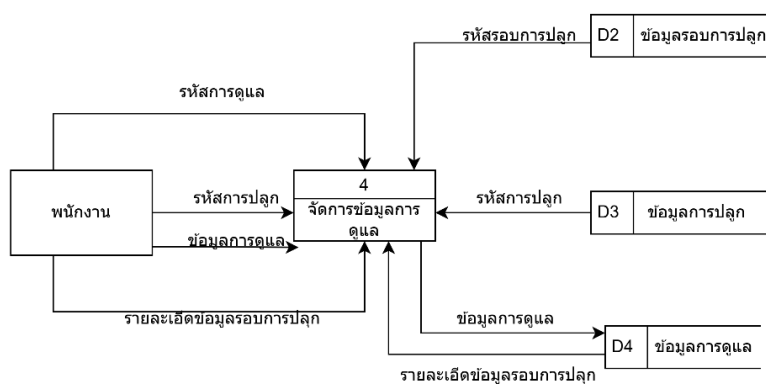 รหัสรอบการปลูก
D2 ข้อมูลรอบการปลูก
รหัสการดูแล
4
พนักงาน
รหัสการปลูก
จัดการข้อมูลการ
ดูแล
รหัสการปลูก
D3 ข้อมูลการปลูก
ข้อมูลการดูแล
รายละเอียดข้อมูลรอบการปลุก
ข้อมูลการดูแล
D4 ข้อมูลการดูแล
รายละเอียดข้อมูลรอบการปลุก